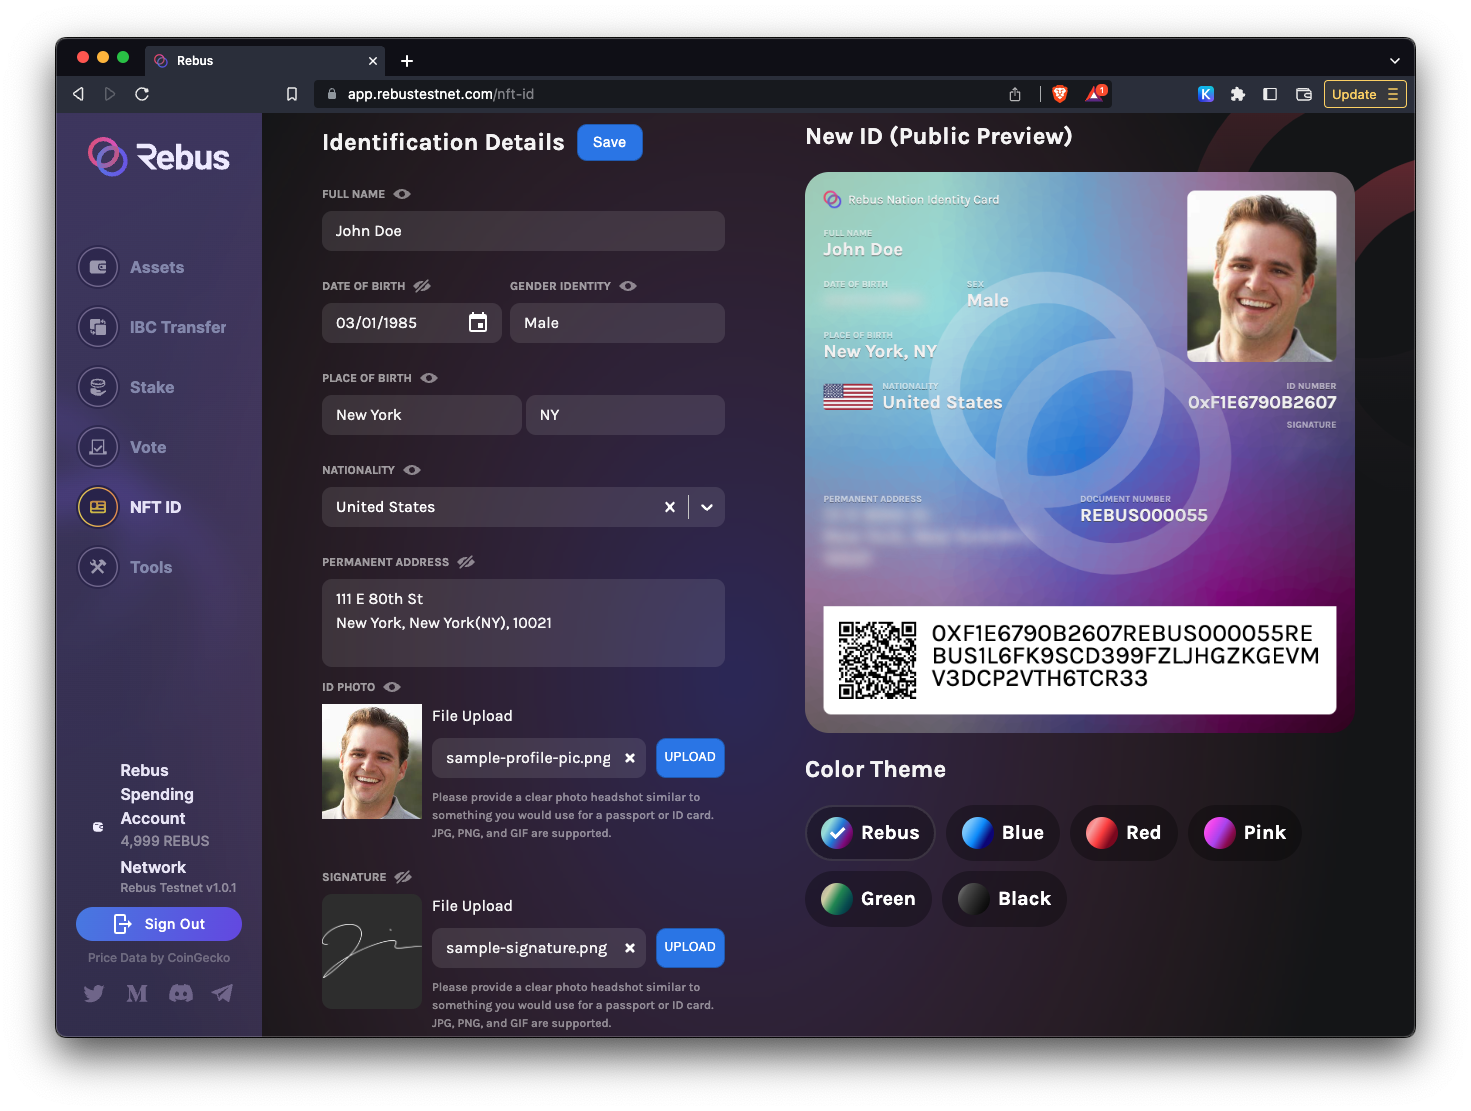 Rebus
app.rebustestnet.com/nft-id
1
K
Update
Rebus
Assets
IBC Transfer
Stake
Vote
NFT ID
Tools
Rebus
Spending
Account
4,999 REBUS
Network
Rebus Testnet v1.0.1
Sign Out
Price Data by CoinGecko
Identification Details
Save
FULL NAME
John Doe
DATE OF BIRTH
GENDER IDENTITY
03/01/1985
Male
PLACE OF BIRTH
New York
NY
NATIONALITY
United States
PERMANENT ADDRESS
111 E 80th St
New York, New York(NY), 10021
ID PHOTO
File Upload
sample-profile-pic.png
UPLOAD
Please provide a clear photo headshot similar to
something you would use for a passport or ID card.
JPG, PNG, and GIF are supported.
SIGNATURE
File Upload
sample-signature.png
UPLOAD
Please provide a clear photo headshot similar to
something you would use for a passport or ID card.
JPG, PNG, and GIF are supported.
New ID (Public Preview)
Rebus Nation Identity Card
FULL NAME
John Doe
DATE OF BIRTH
SEX
Male
PLACE OF BIRTH
New York, NY
NATIONALITY
United States
ID NUMBER
0xF1E6790B2607
SIGNATURE
PERMANENT ADDRESS
DOCUMENT NUMBER
REBUS000055
0XF1E6790B2607REBUS000055RE
BUS1L6FK9SCD399FZLJHGZKGEVM
V3DCP2VTH6TCR33
Color Theme
Rebus
Blue
Red
Pink
Green
Black